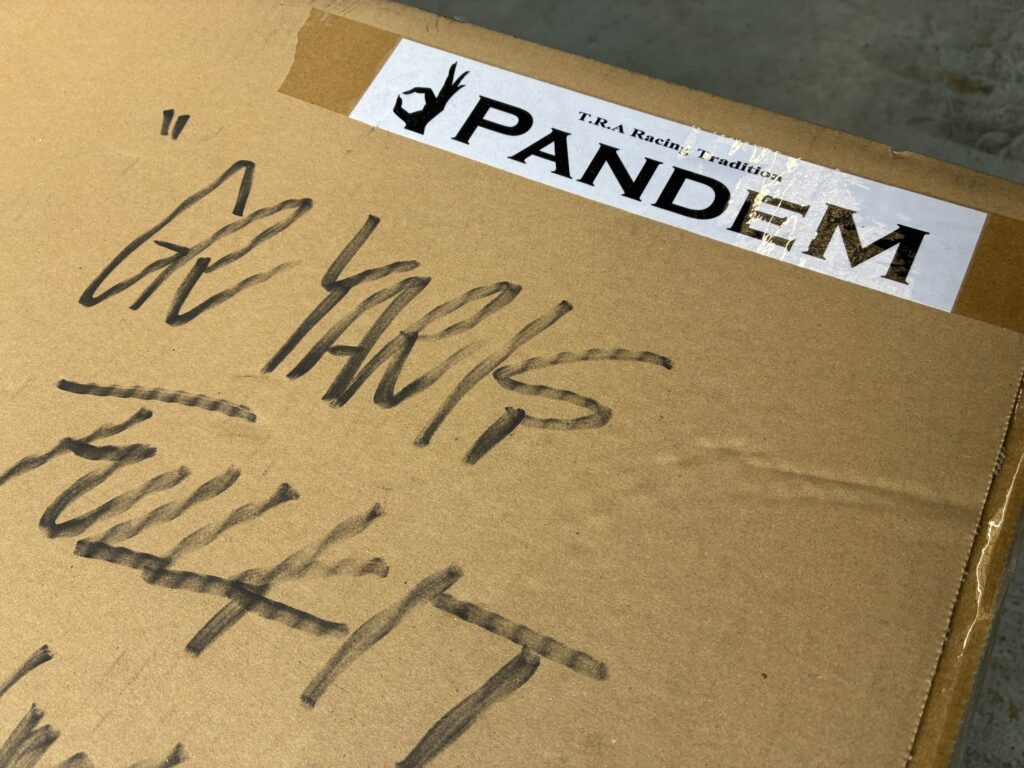 T.R.A Racing Tradition
PANDEM
"GR YARIS
FULL KIT